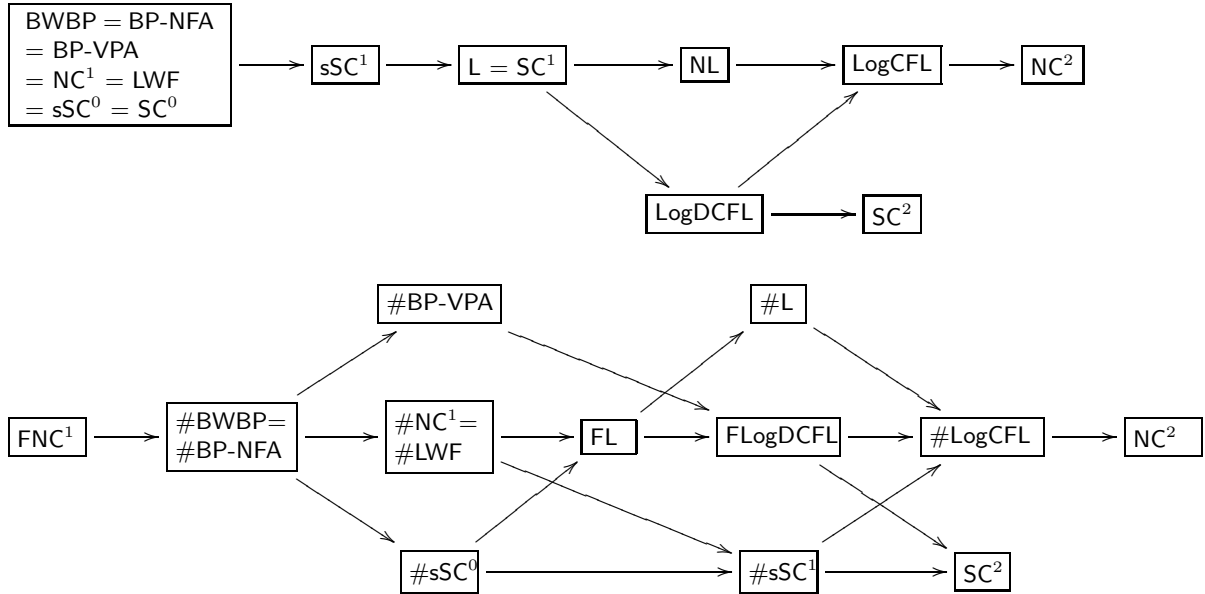 BWBP = BP-NFA
= BP-VPA
= NC¹ = LWF
= sSC⁰ = SC⁰
sSC¹
L = SC¹
NL
LogCFL
NC²
LogDCFL
SC²
#BP-VPA
#L
FNC¹
#BWBP=
#BP-NFA
#NC¹=
#LWF
FL
FLogDCFL
#LogCFL
NC²
#sSC⁰
#sSC¹
SC²